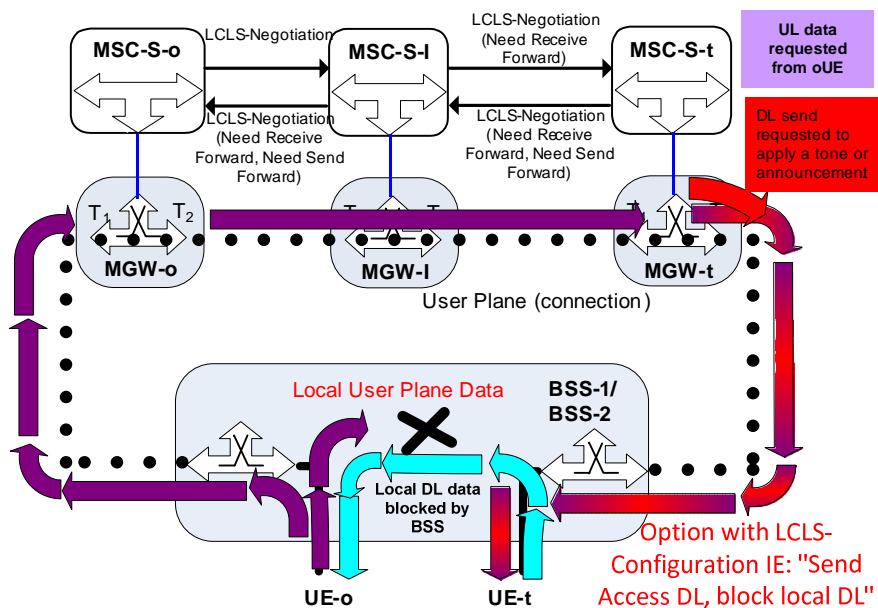 MSC-S-o
LCLS-Negotiation
MSC-S-I
LCLS-Negotiation
(Need Receive
Forward)
MSC-S-t
UL data
requested
from oUE
LCLS-Negotiation
(Need Receive
Forward, Need Send
Forward)
LCLS-Negotiation
(Need Receive
Forward, Need Send
Forward)
DL send
requested to
apply a tone or
announcement
T1
T2
MGW-o
MGW-I
MGW-t
User Plane (connection)
Local User Plane Data
BSS-1/
BSS-2
Local DL data
blocked by
BSS
Option with LCLS-
Configuration IE: "Send
Access DL, block local DL"
UE-o
UE-t